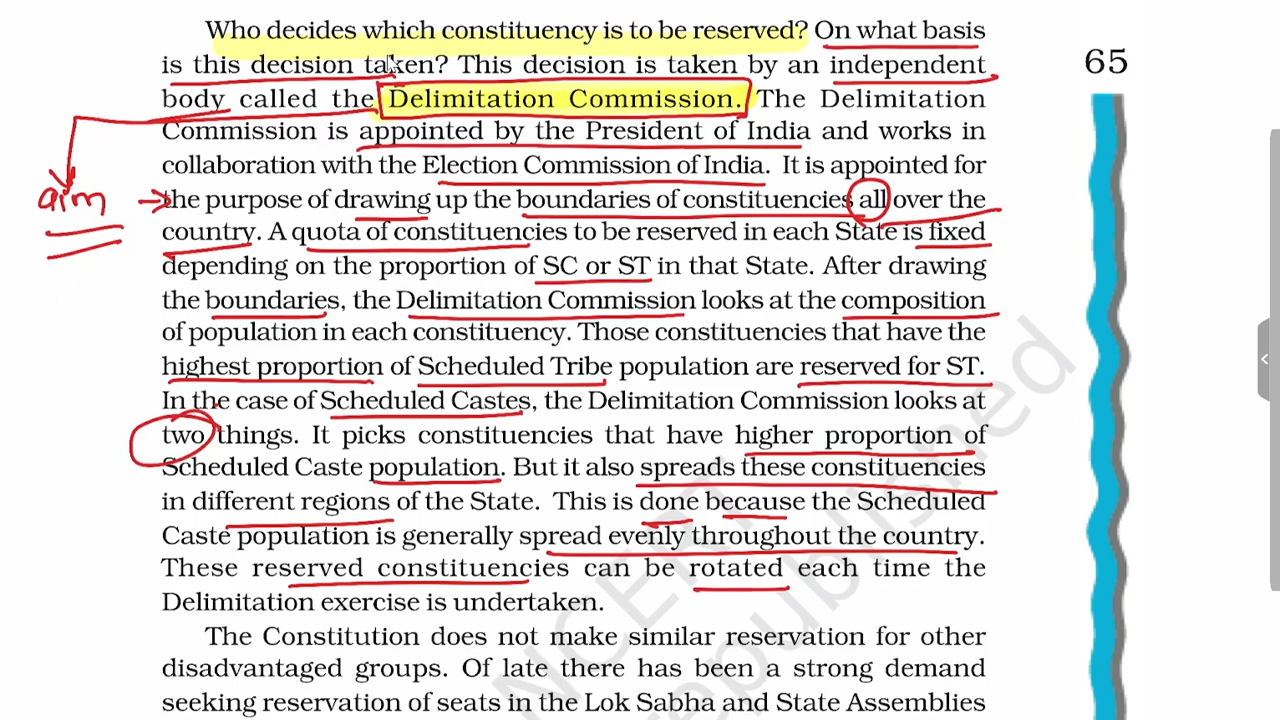 Who decides which constituency is to be reserved? On what basis
is this decision taken? This decision is taken by an independent
body called the Delimitation Commission. The Delimitation
Commission is appointed by the President of India and works in
collaboration with the Election Commission of India. It is appointed for
the purpose of drawing up the boundaries of constituencies all over the
country. A quota of constituencies to be reserved in each State is fixed
depending on the proportion of SC or ST in that State. After drawing
the boundaries, the Delimitation Commission looks at the composition
of population in each constituency. Those constituencies that have the
highest proportion of Scheduled Tribe population are reserved for ST.
In the case of Scheduled Castes, the Delimitation Commission looks at
two things. It picks constituencies that have higher proportion of
Scheduled Caste population. But it also spreads these constituencies
in different regions of the State. This is done because the Scheduled
Caste population is generally spread evenly throughout the country.
These reserved constituencies can be rotated each time the
Delimitation exercise is undertaken.
The Constitution does not make similar reservation for other
disadvantaged groups. Of late there has been a strong demand
seeking reservation of seats in the Lok Sabha and State Assemblies
65
aim
NCERT
republished